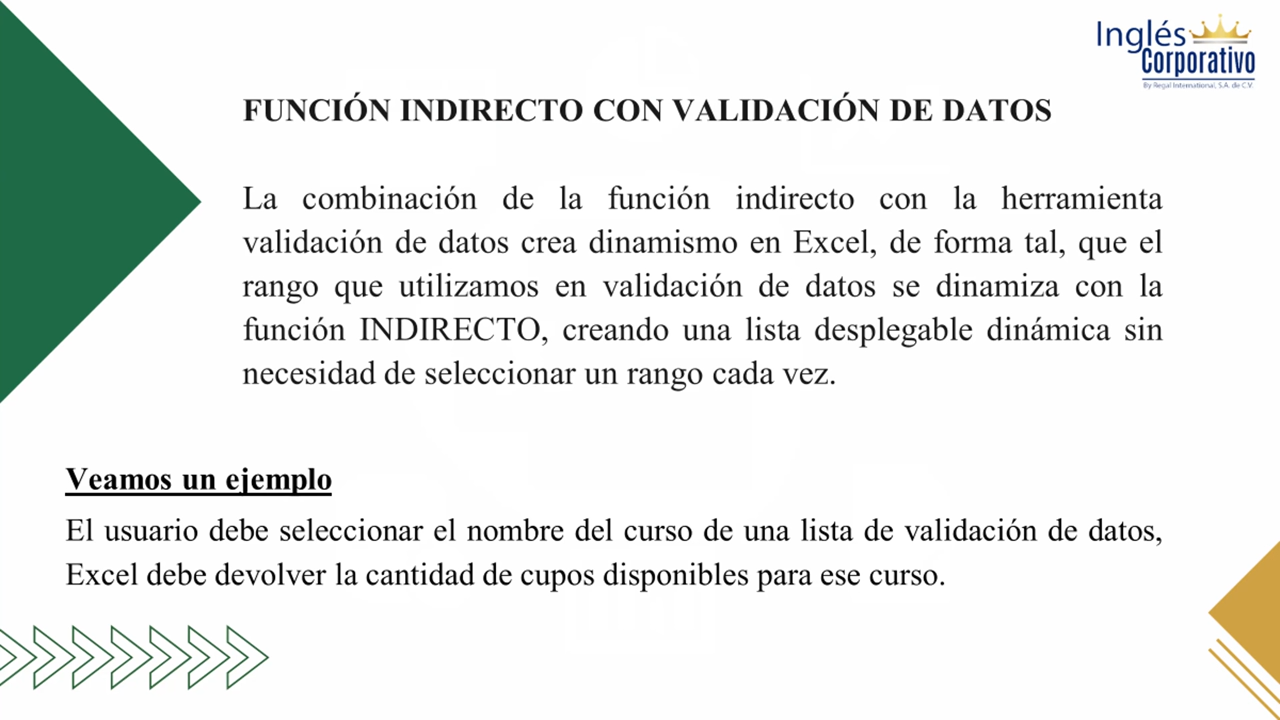 Inglés
Corporativo
By Regal International, S.A. de C.V.
FUNCIÓN INDIRECTO CON VALIDACIÓN DE DATOS
La combinación de la función indirecto con la herramienta
validación de datos crea dinamismo en Excel, de forma tal, que el
rango que utilizamos en validación de datos se dinamiza con la
función INDIRECTO, creando una lista desplegable dinámica sin
necesidad de seleccionar un rango cada vez.
Veamos un ejemplo
El usuario debe seleccionar el nombre del curso de una lista de validación de datos,
Excel debe devolver la cantidad de cupos disponibles para ese curso.